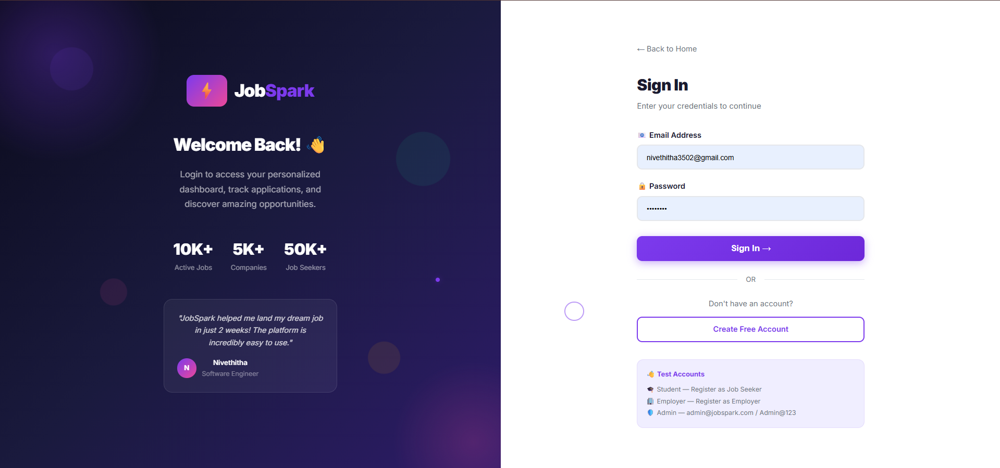 JobSpark
Welcome Back! 👋
Login to access your personalized
dashboard, track applications, and
discover amazing opportunities.
10K+ 5K+ 50K+
Active Jobs Companies Job Seekers
"JobSpark helped me land my dream job
in just 2 weeks! The platform is
incredibly easy to use."
N
Nivethitha
Software Engineer
← Back to Home
Sign In
Enter your credentials to continue
📧 Email Address
nivethitha3502@gmail.com
🔒 Password
••••••••
Sign In →
OR
Don't have an account?
Create Free Account
👋 Test Accounts
🎓 Student — Register as Job Seeker
🏢 Employer — Register as Employer
🛡️ Admin — admin@jobspark.com / Admin@123